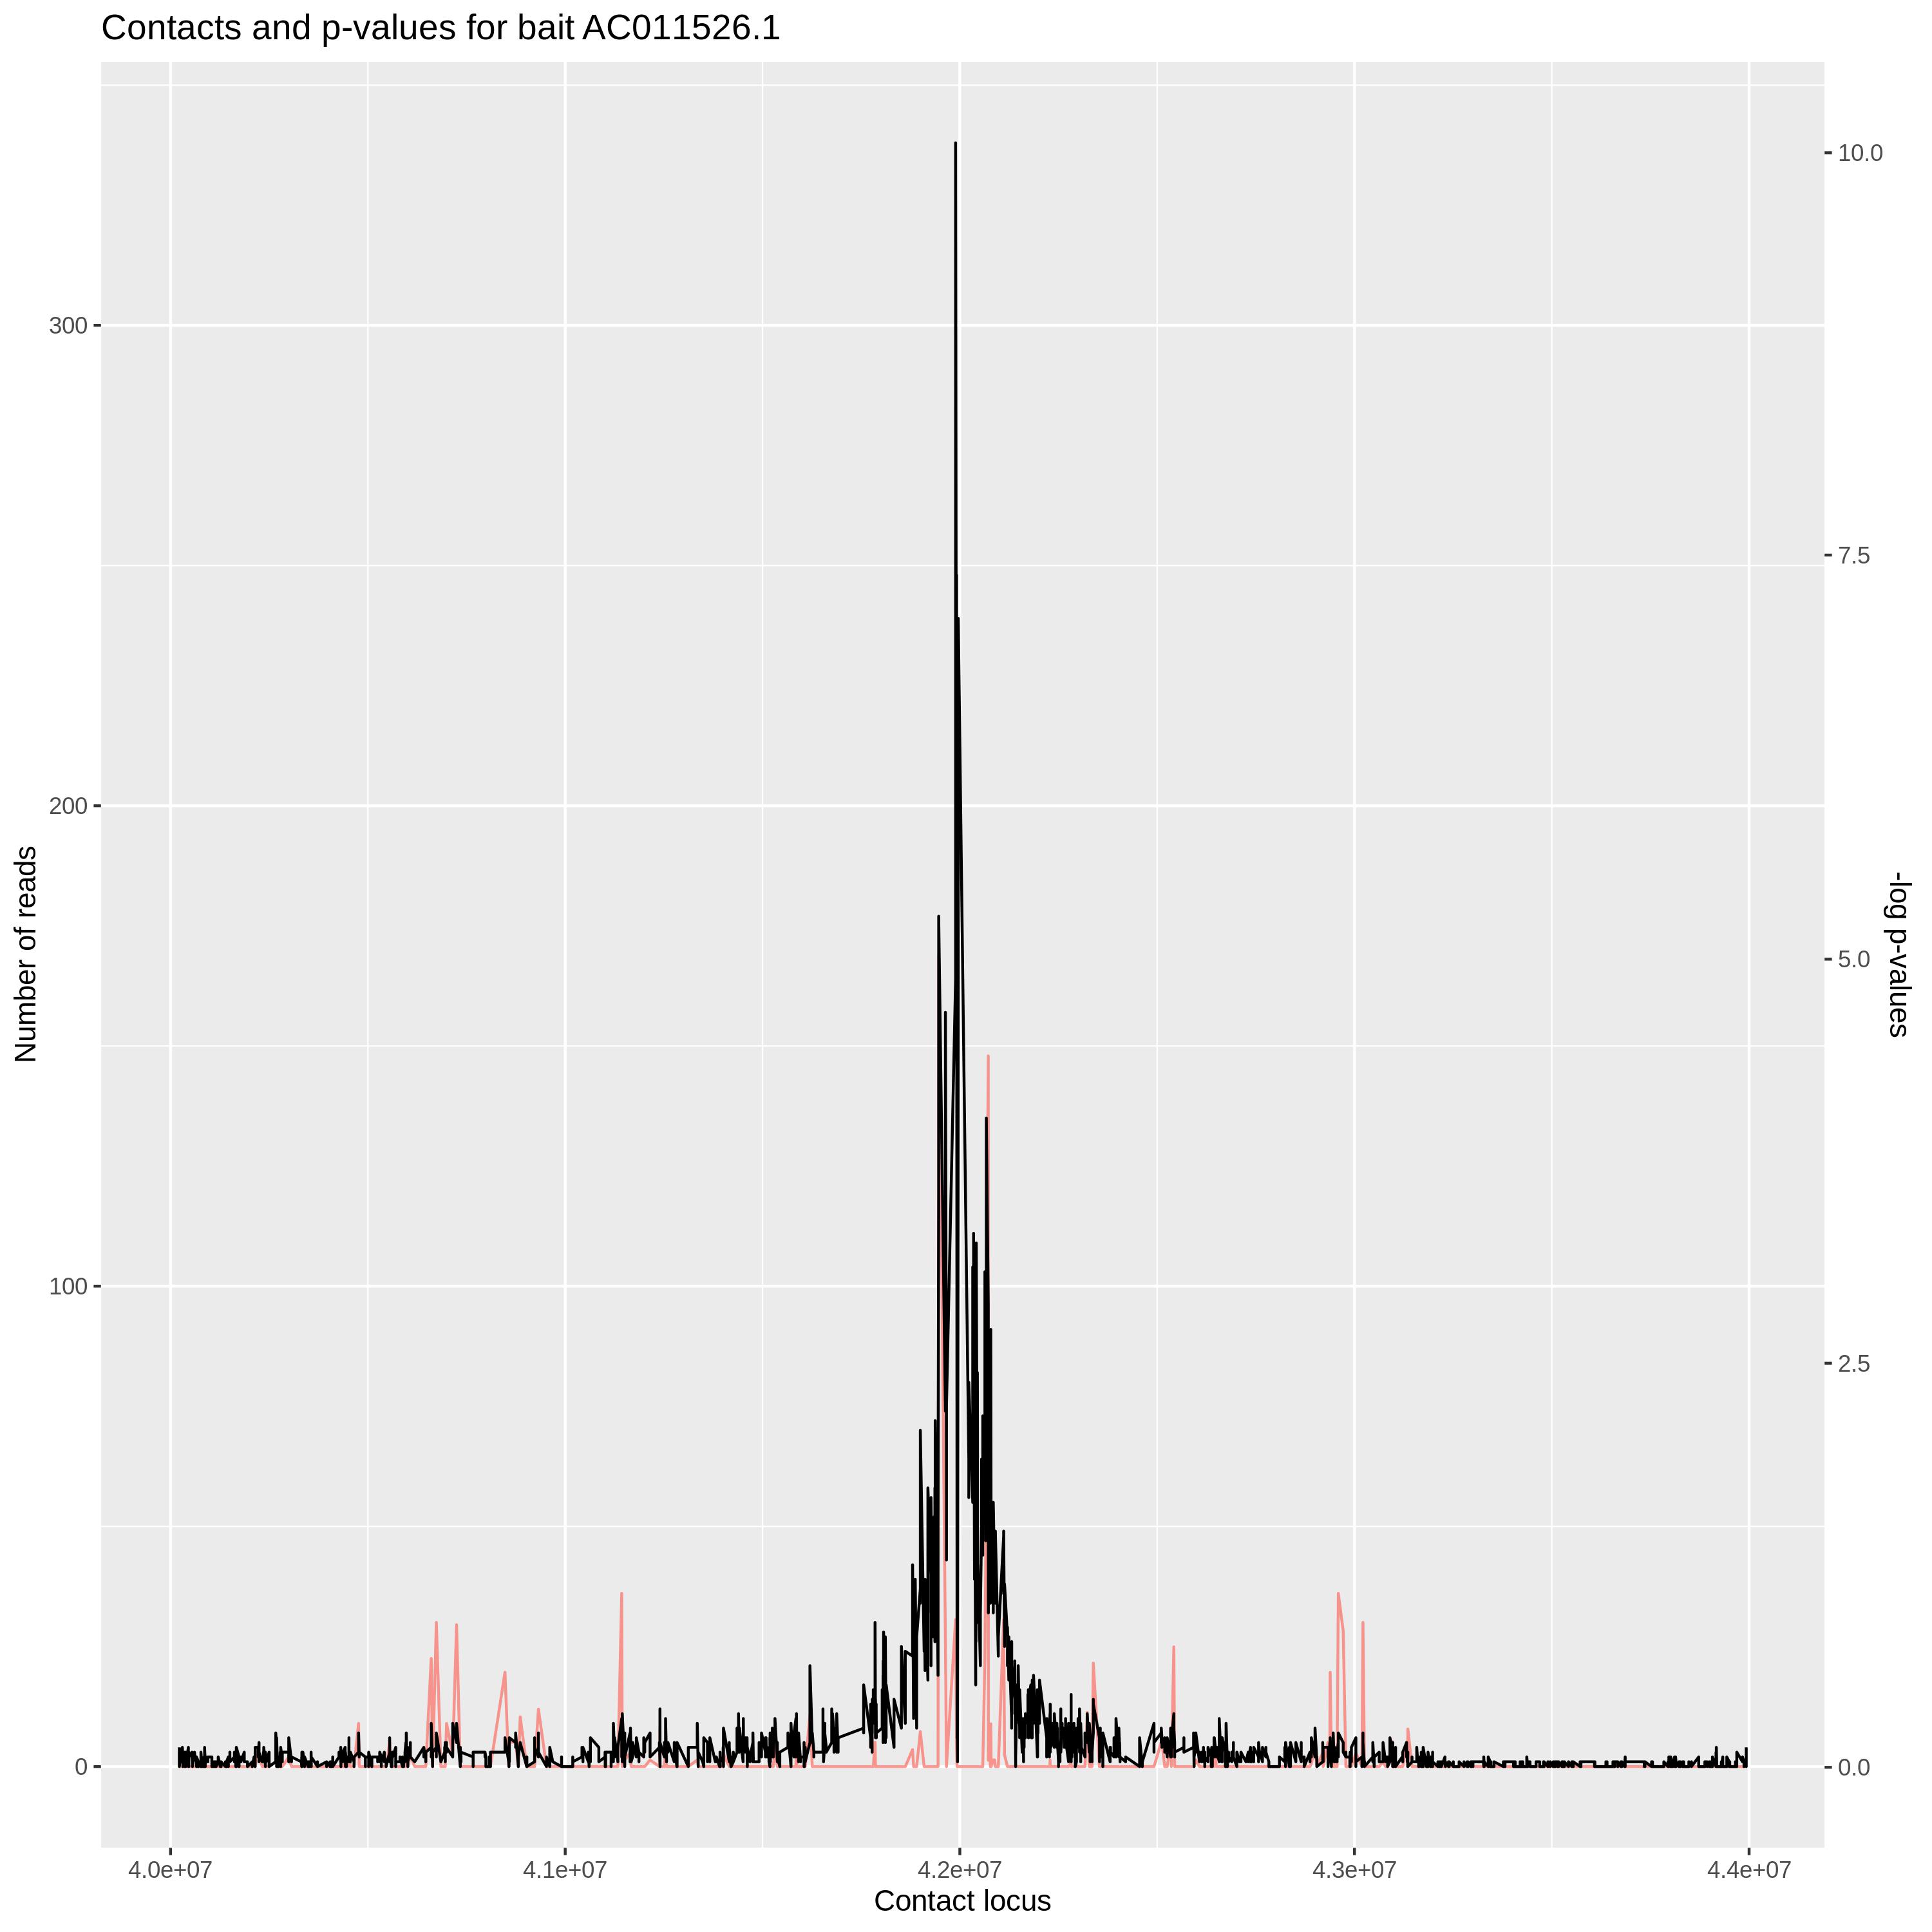 Contacts and p-values for bait AC011526.1
Number of reads
300
200
100
0
10.0
7.5
5.0
2.5
0.0
-log p-values
4.0e+07
4.1e+07
4.2e+07
4.3e+07
4.4e+07
Contact locus